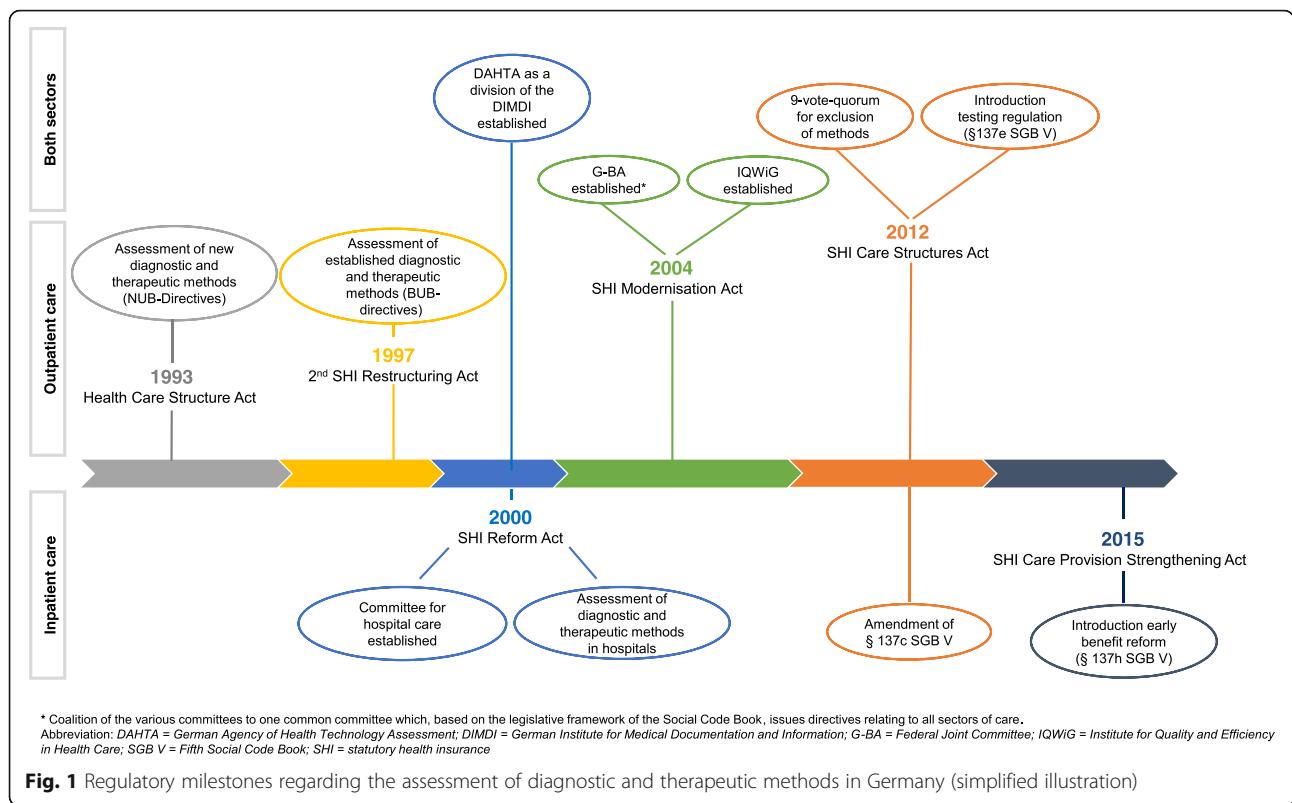 Both sectors
DAHTA as a
division of the
DIMDI
established
9-vote-quorum
for exclusion
of methods
Introduction
testing regulation
(§137e SGB V)
G-BA
established*
IQWiG
established
Outpatient care
Assessment of new
diagnostic and
therapeutic methods
(NUB-Directives)
Assessment of
established diagnostic
and therapeutic
methods (BUB-
directives)
2012
SHI Care Structures Act
2004
SHI Modernisation Act
1997
2nd SHI Restructuring Act
1993
Health Care Structure Act
Inpatient care
2000
SHI Reform Act
2015
SHI Care Provision Strengthening Act
Committee for
hospital care
established
Assessment of
diagnostic and
therapeutic methods
in hospitals
Amendment of
§ 137c SGB V
Introduction early
benefit reform
(§ 137h SGB V)
* Coalition of the various committees to one common committee which, based on the legislative framework of the Social Code Book, issues directives relating to all sectors of care.
Abbreviation: DAHTA = German Agency of Health Technology Assessment; DIMDI = German Institute for Medical Documentation and Information; G-BA = Federal Joint Committee; IQWiG = Institute for Quality and Efficiency
in Health Care; SGB V = Fifth Social Code Book; SHI = statutory health insurance
Fig. 1 Regulatory milestones regarding the assessment of diagnostic and therapeutic methods in Germany (simplified illustration)